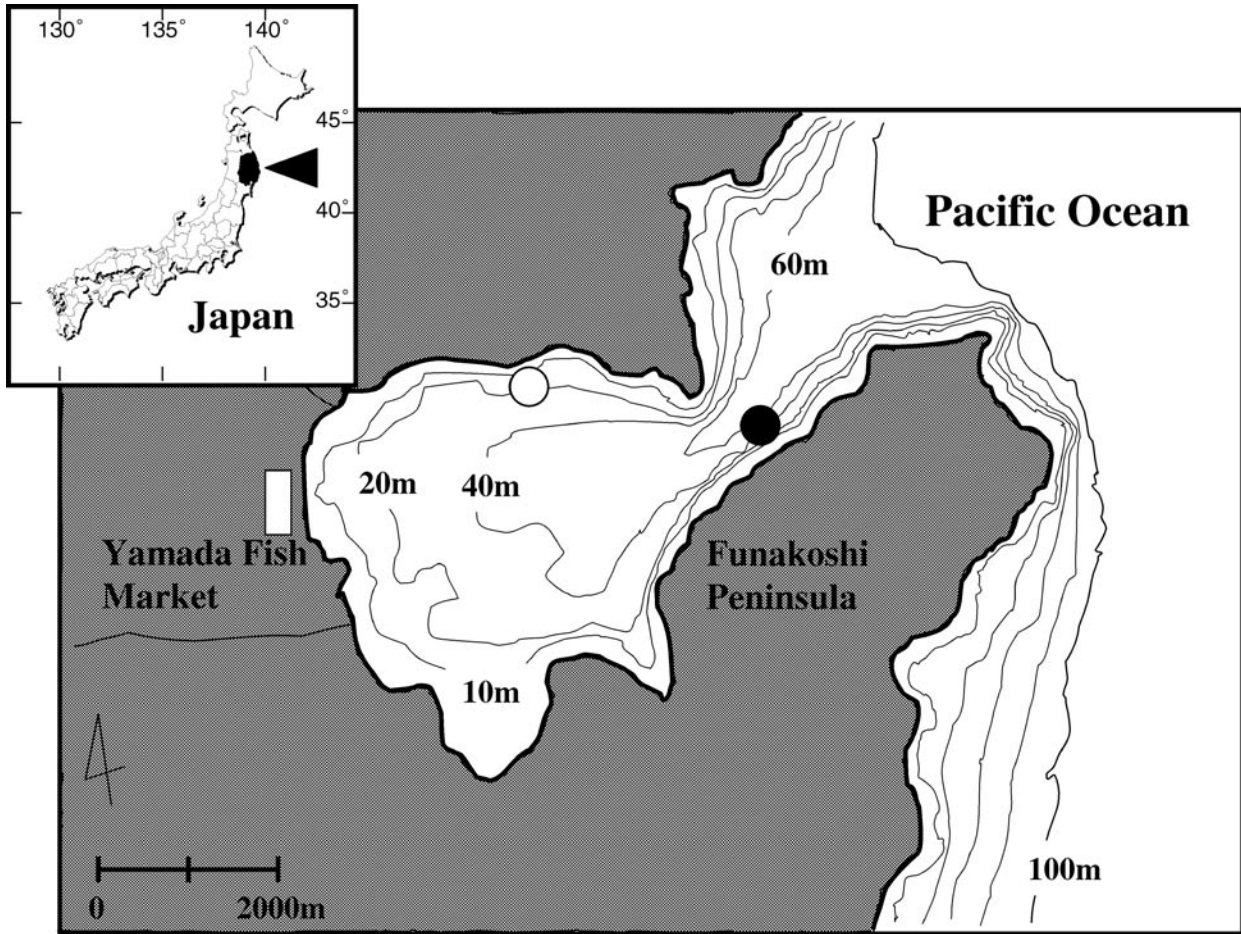 130° 135° 140°
45°
40°
35°
Japan
Pacific Ocean
60m
20m 40m
Yamada Fish
Market
Funakoshi
Peninsula
10m
100m
0 2000m